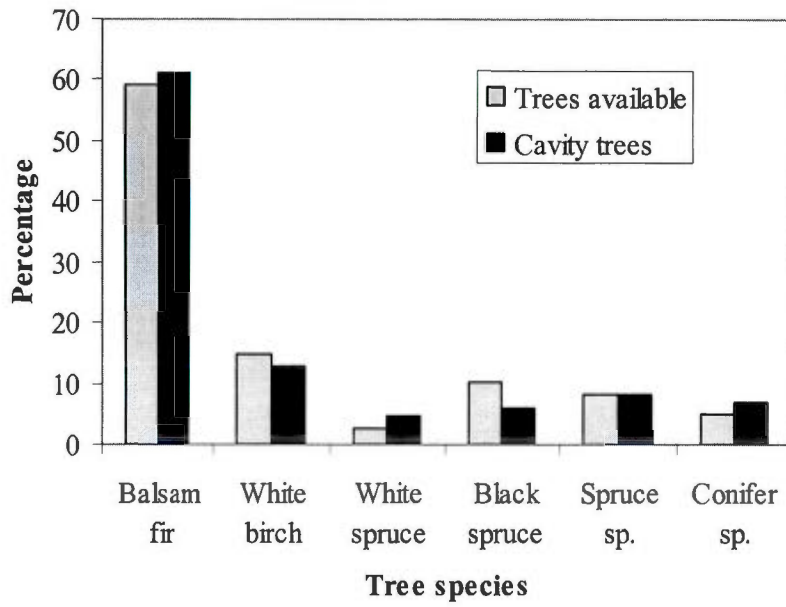 70
60
50
40
30
20
10
0
Percentage
Trees available
Cavity trees
Balsam fir
White birch
White spruce
Black spruce
Spruce sp.
Conifer sp.
Tree species